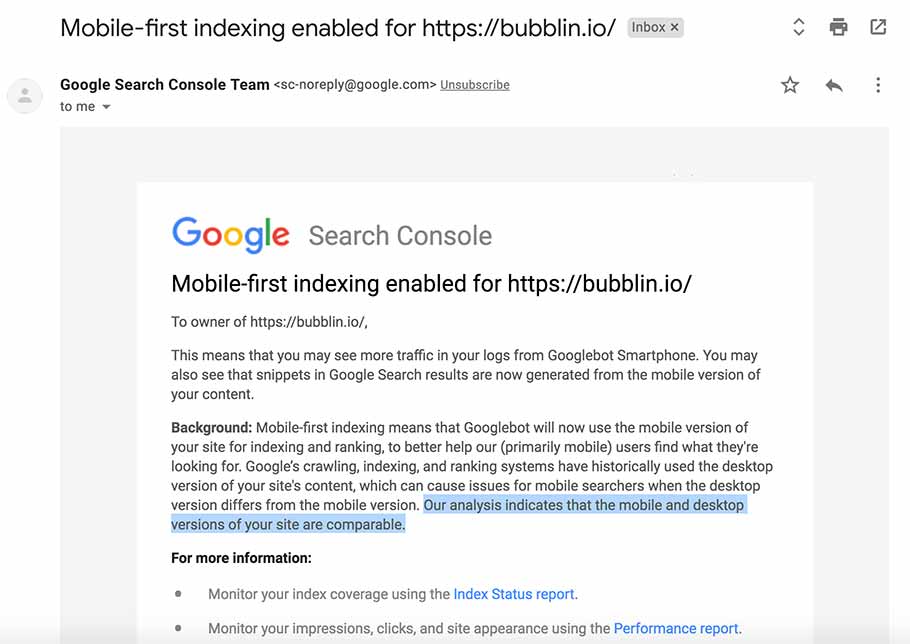 Mobile-first indexing enabled for https://bubblin.io/ Inbox ×
Google Search Console Team <sc-noreply@google.com> Unsubscribe
to me
Google Search Console
Mobile-first indexing enabled for https://bubblin.io/
To owner of https://bubblin.io/,
This means that you may see more traffic in your logs from Googlebot Smartphone. You may
also see that snippets in Google Search results are now generated from the mobile version of
your content.
Background: Mobile-first indexing means that Googlebot will now use the mobile version of
your site for indexing and ranking, to better help our (primarily mobile) users find what they're
looking for. Google's crawling, indexing, and ranking systems have historically used the desktop
version of your site's content, which can cause issues for mobile searchers when the desktop
version differs from the mobile version. Our analysis indicates that the mobile and desktop
versions of your site are comparable.
For more information:
• Monitor your index coverage using the Index Status report.
• Monitor your impressions, clicks, and site appearance using the Performance report.